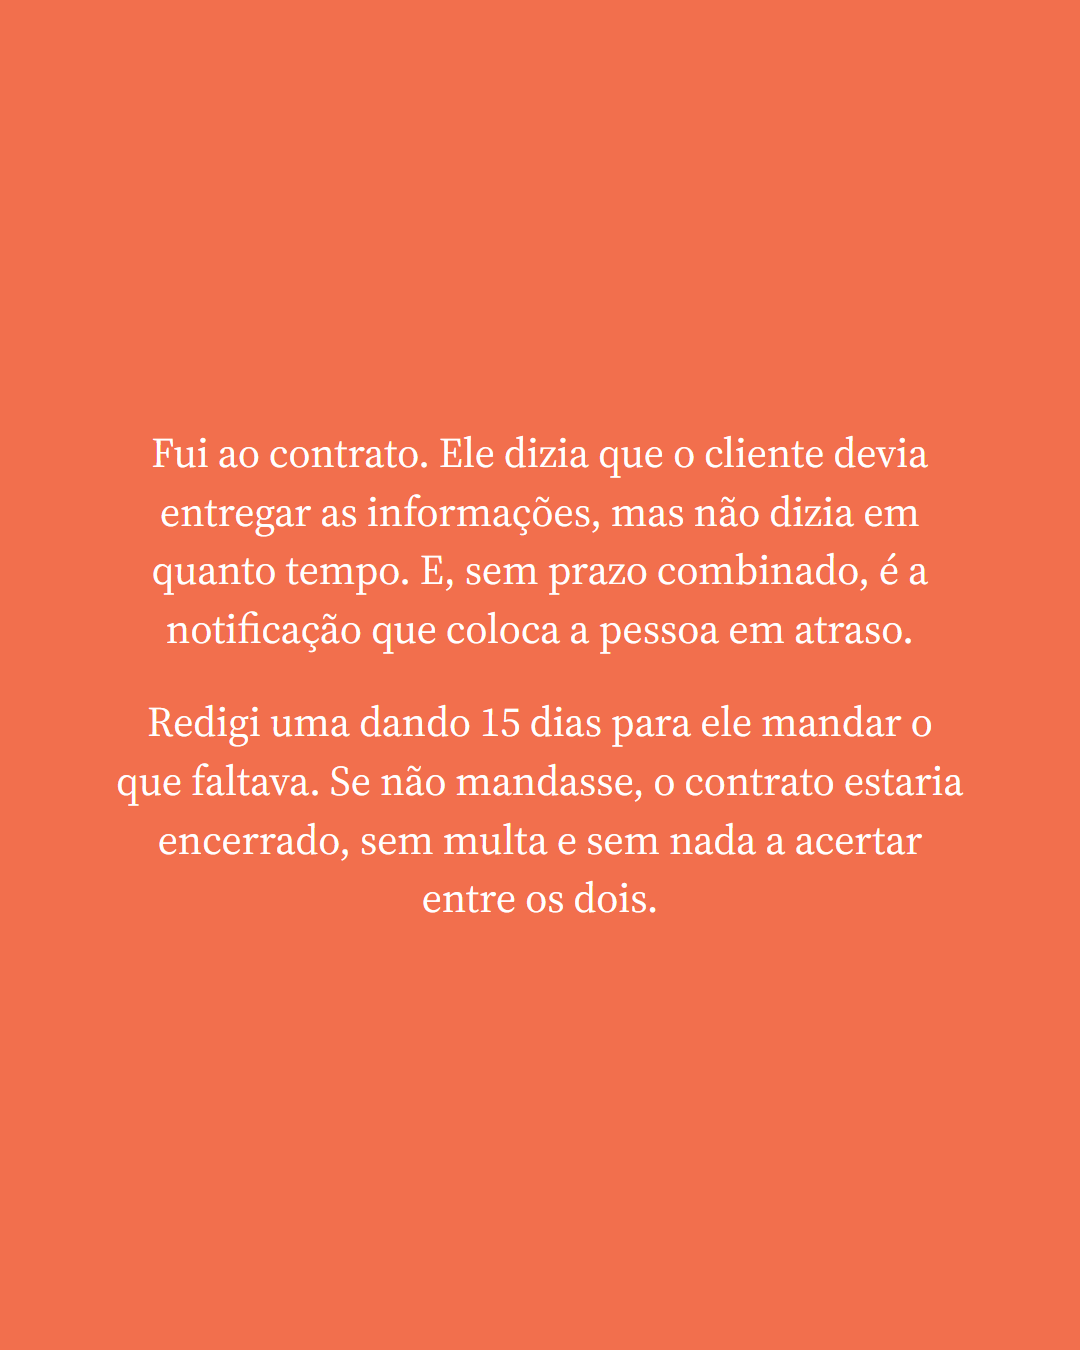 Fui ao contrato. Ele dizia que o cliente devia
entregar as informações, mas não dizia em
quanto tempo. E, sem prazo combinado, é a
notificação que coloca a pessoa em atraso.
Redigi uma dando 15 dias para ele mandar o
que faltava. Se não mandasse, o contrato estaria
encerrado, sem multa e sem nada a acertar
entre os dois.